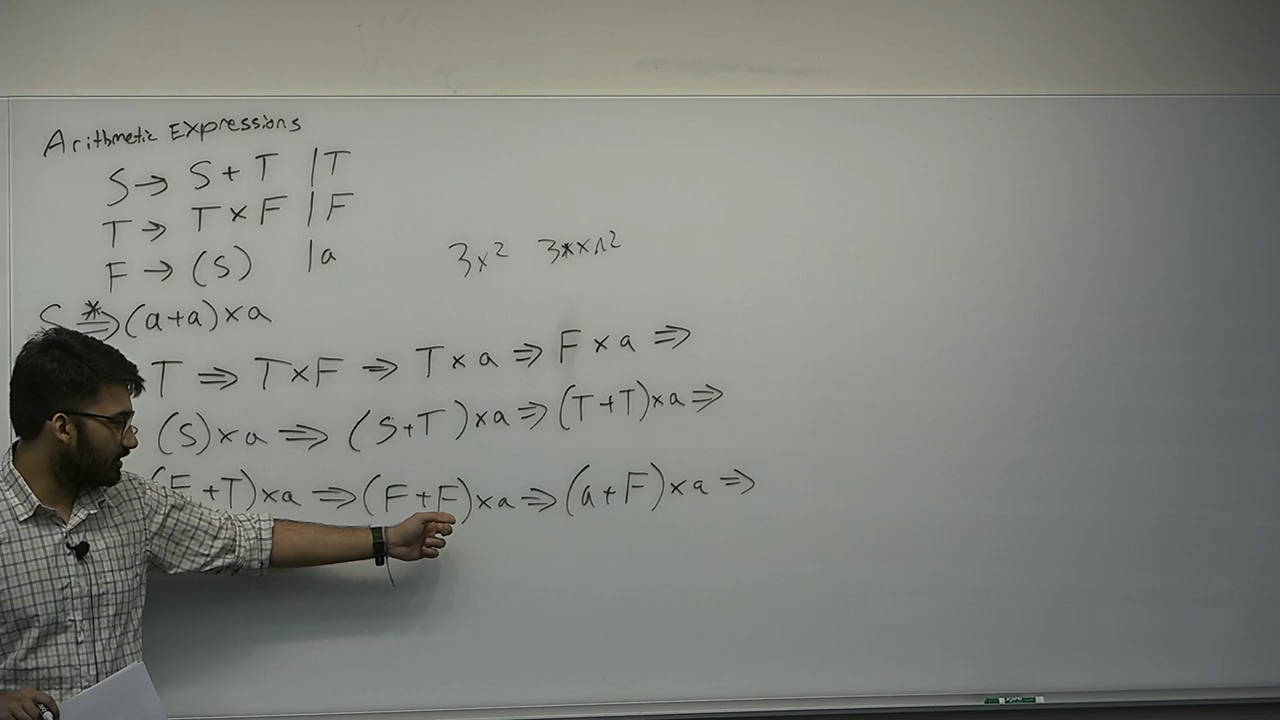 Arithmetic Expressions
S → S + T | T
T → T × F | F
F → (S) | a
3x² 3*x^2
S ⇒* (a+a)×a
T ⇒ T×F ⇒ T×a ⇒ F×a ⇒
(S)×a ⇒ (S+T)×a ⇒ (T+T)×a ⇒
(F+T)×a ⇒ (F+F)×a ⇒ (a+F)×a ⇒